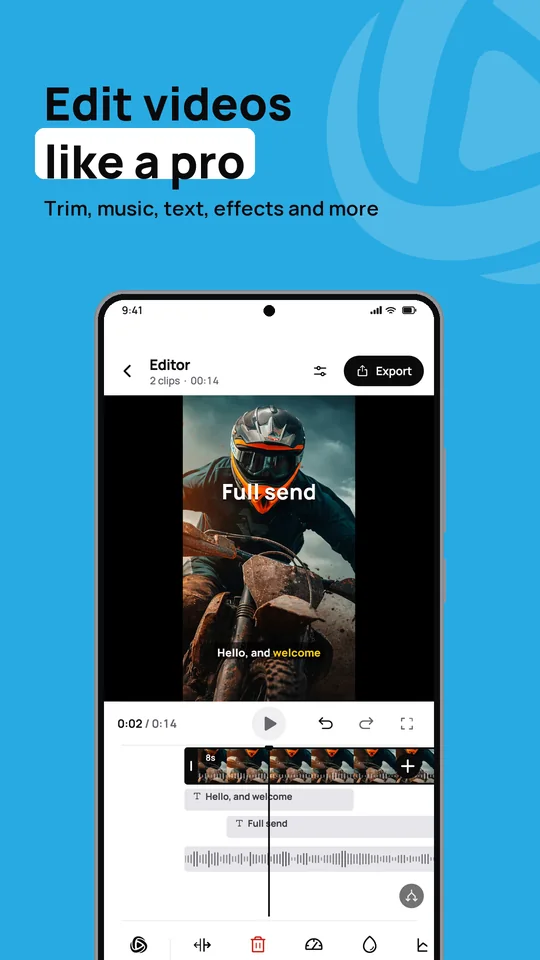 Edit videos
like a pro
Trim, music, text, effects and more
9:41
Editor
2 clips · 00:14
Export
Full send
Hello, and welcome
0:02 / 0:14
8s
T Hello, and welcome
T Full send